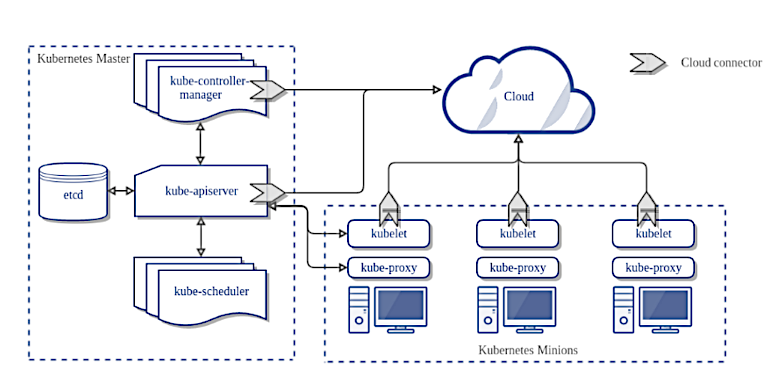 Kubernetes Master
kube-controller-
manager
Cloud
Cloud connector
etcd
kube-apiserver
kubelet
kubelet
kubelet
kube-proxy
kube-proxy
kube-proxy
kube-scheduler
Kubernetes Minions